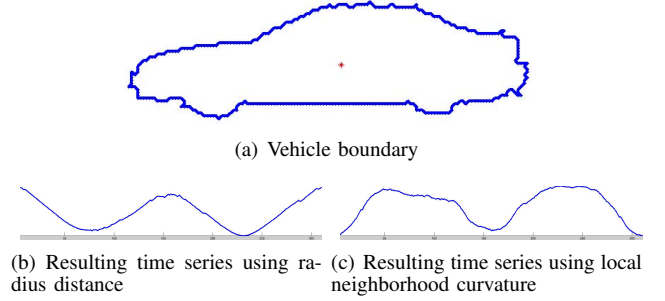 (a) Vehicle boundary
(b) Resulting time series using ra-
dius distance
(c) Resulting time series using local
neighborhood curvature